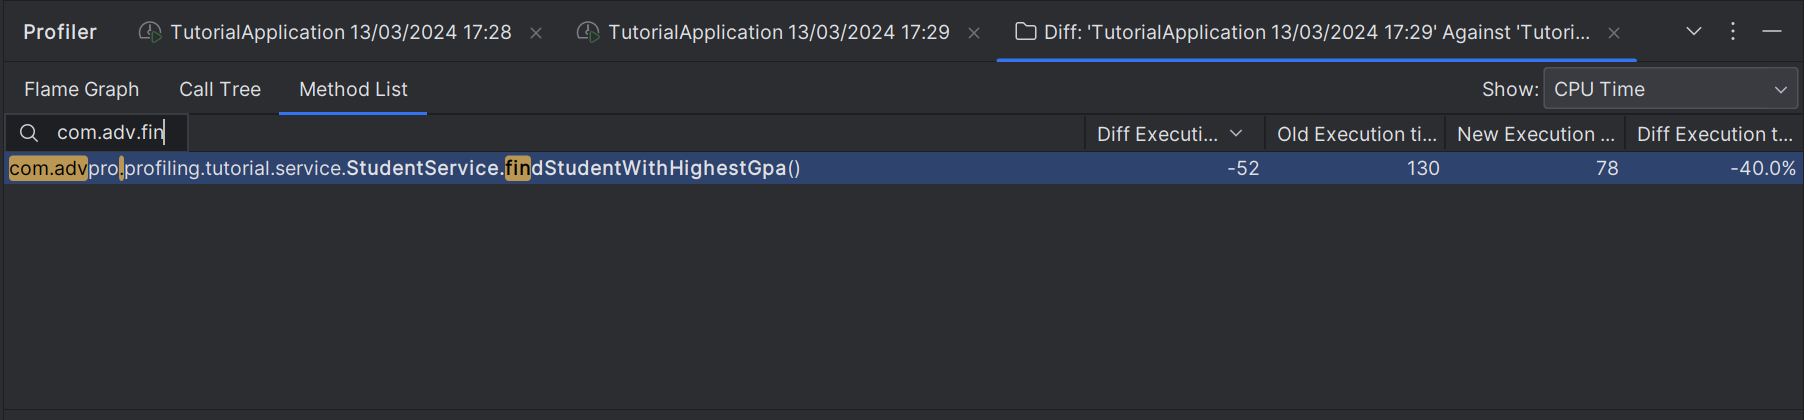 Profiler TutorialApplication 13/03/2024 17:28 TutorialApplication 13/03/2024 17:29 Diff: 'TutorialApplication 13/03/2024 17:29' Against 'Tutori...
Flame Graph Call Tree Method List Show: CPU Time
com.adv.fin Diff Executi... Old Execution ti... New Execution ... Diff Execution t...
com.advpro.profiling.tutorial.service.StudentService.findStudentWithHighestGpa() -52 130 78 -40.0%